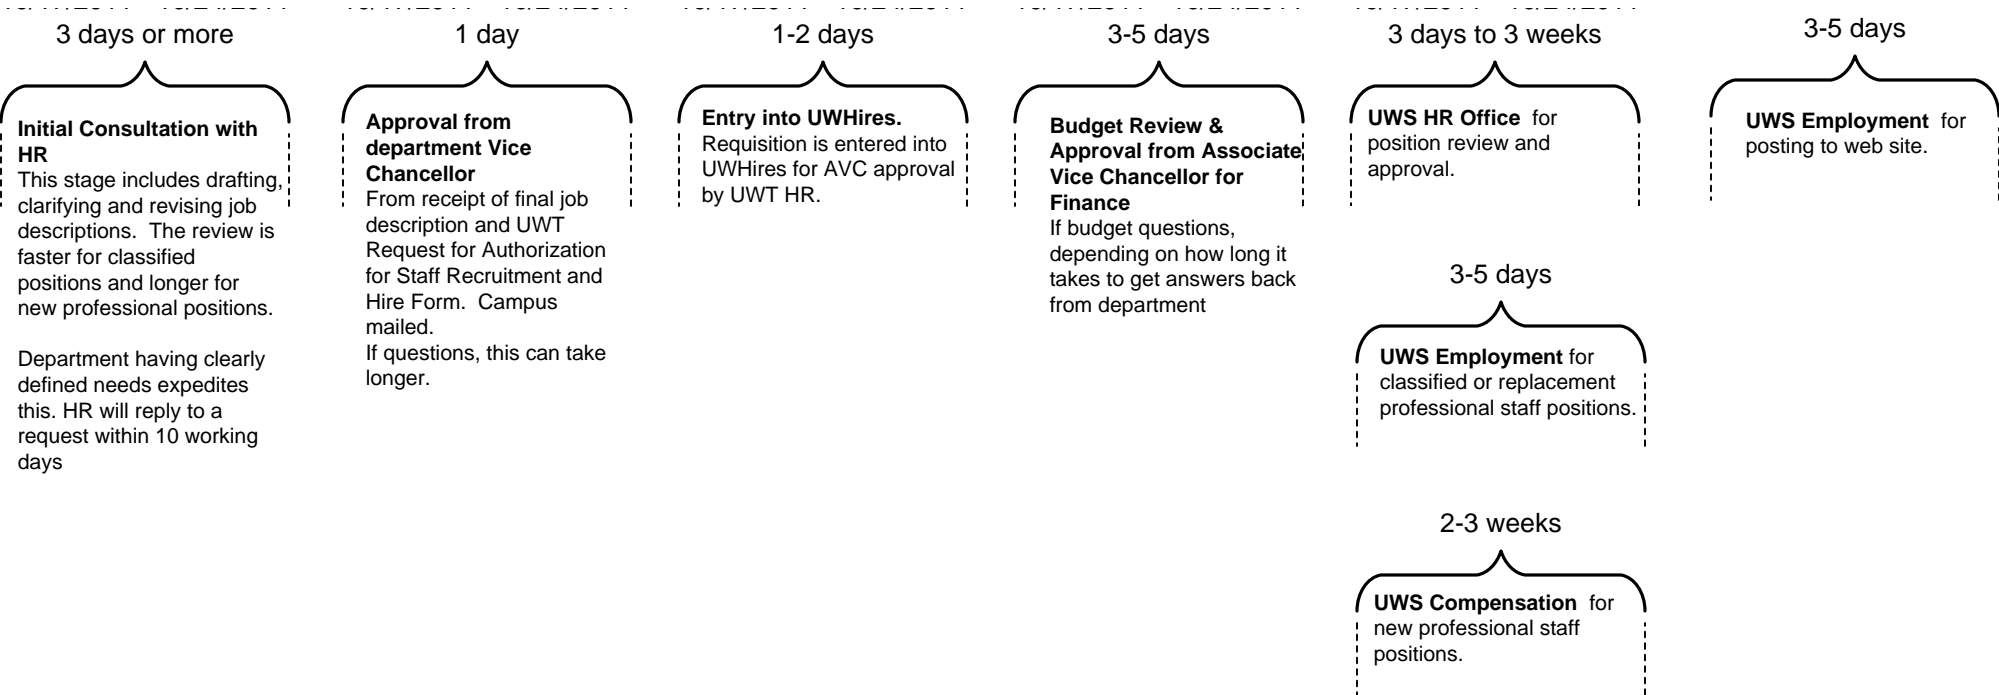 3 days or more
Initial Consultation with
HR
This stage includes drafting,
clarifying and revising job
descriptions.  The review is
faster for classified
positions and longer for
new professional positions.
Department having clearly
defined needs expedites
this. HR will reply to a
request within 10 working
days
1 day
Approval from
department Vice
Chancellor
From receipt of final job
description and UWT
Request for Authorization
for Staff Recruitment and
Hire Form.  Campus
mailed.
If questions, this can take
longer.
1-2 days
Entry into UWHires.
Requisition is entered into
UWHires for AVC approval
by UWT HR.
3-5 days
Budget Review &
Approval from Associate
Vice Chancellor for
Finance
If budget questions,
depending on how long it
takes to get answers back
from department
3 days to 3 weeks
UWS HR Office  for
position review and
approval.
3-5 days
UWS Employment for
classified or replacement
professional staff positions.
2-3 weeks
UWS Compensation  for
new professional staff
positions.
3-5 days
UWS Employment  for
posting to web site.